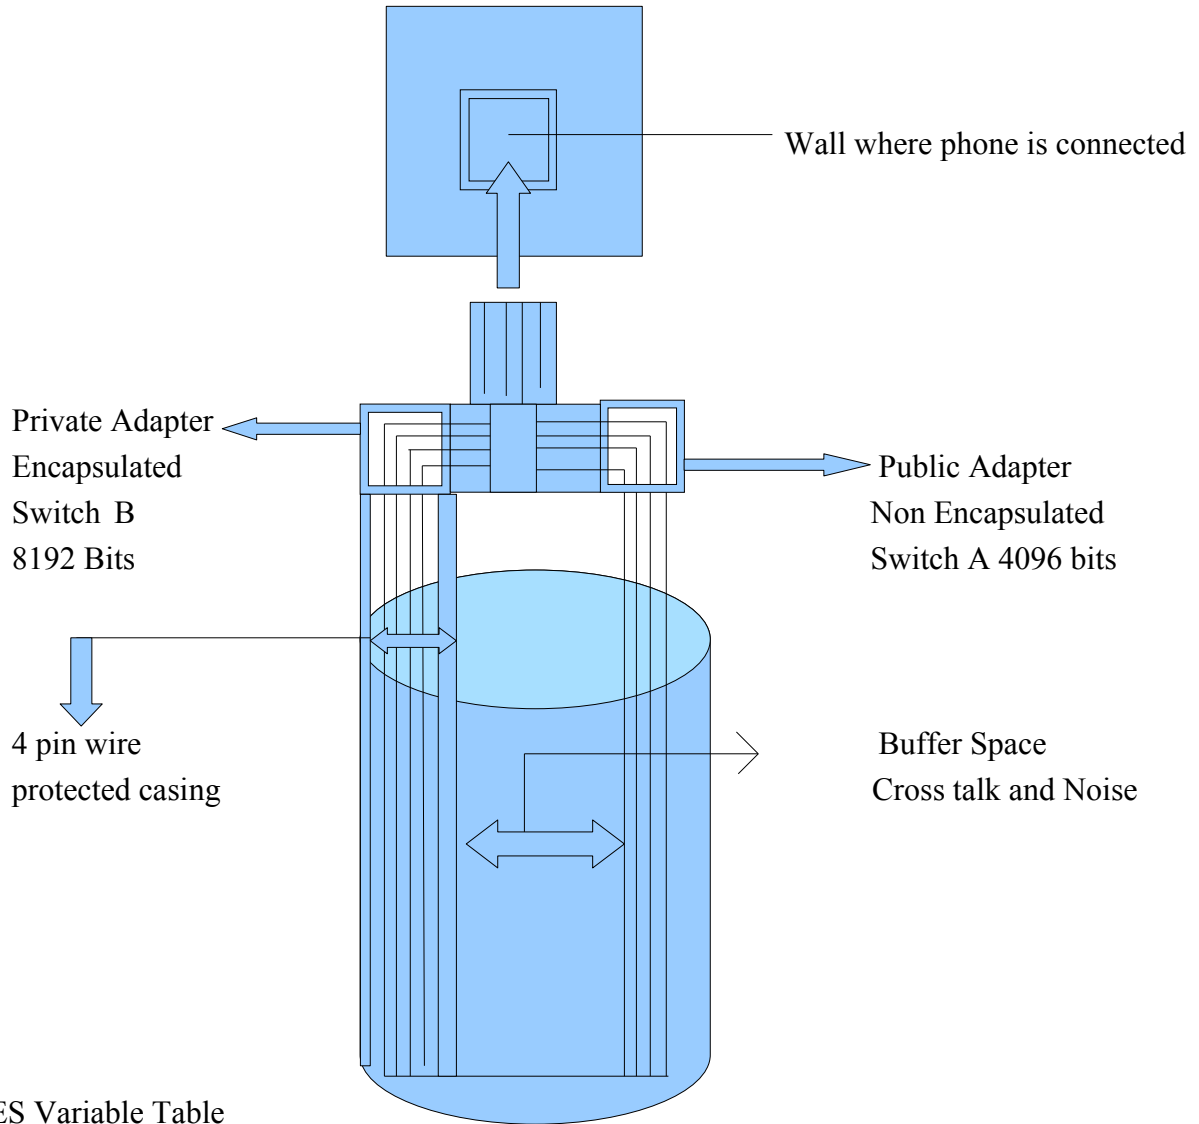 Wall where phone is connected
Private Adapter
Encapsulated
Switch B
8192 Bits
Public Adapter
Non Encapsulated
Switch A 4096 bits
4 pin wire
protected casing
Buffer Space
Cross talk and Noise
ES Variable Table